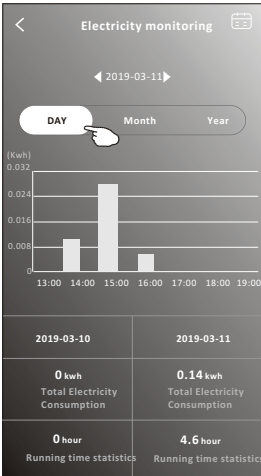 Electricity monitoring
2019-03-11
DAY Month Year
(Kwh)
0.032
0.024
0.016
0.008
0
13:00 14:00 15:00 16:00 17:00 18:00 19:00
2019-03-10 2019-03-11
0 kwh 0.14 kwh
Total Electricity Total Electricity
Consumption Consumption
0 hour 4.6 hour
Running time statistics Running time statistics